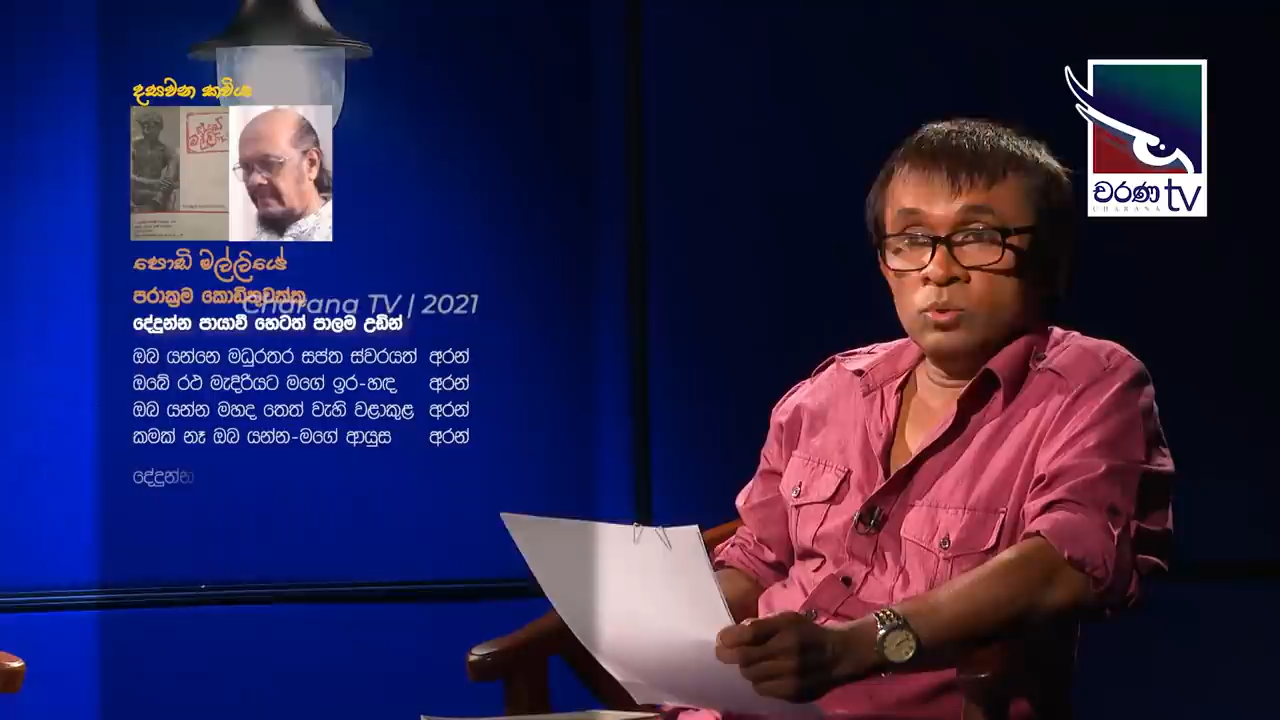 දසවන කවිය
පොඩි මල්ලියේ
පරාක්‍රම කොඩිතුවක්කු
Charana TV | 2021
දේදුන්න පායාවී හෙටත් පාලම උඩින්
ඔබ යන්නෙ මධුරතර සප්ත ස්වරයත් අරන්
ඔබේ රථ මැදිරියට මගේ ඉර-හඳ අරන්
ඔබ යන්න මහද තෙත් වැහි වළාකුළ අරන්
කමක් නෑ ඔබ යන්න-මගේ ආයුස අරන්
දේදුන්න
චරණ tv
CHARANA